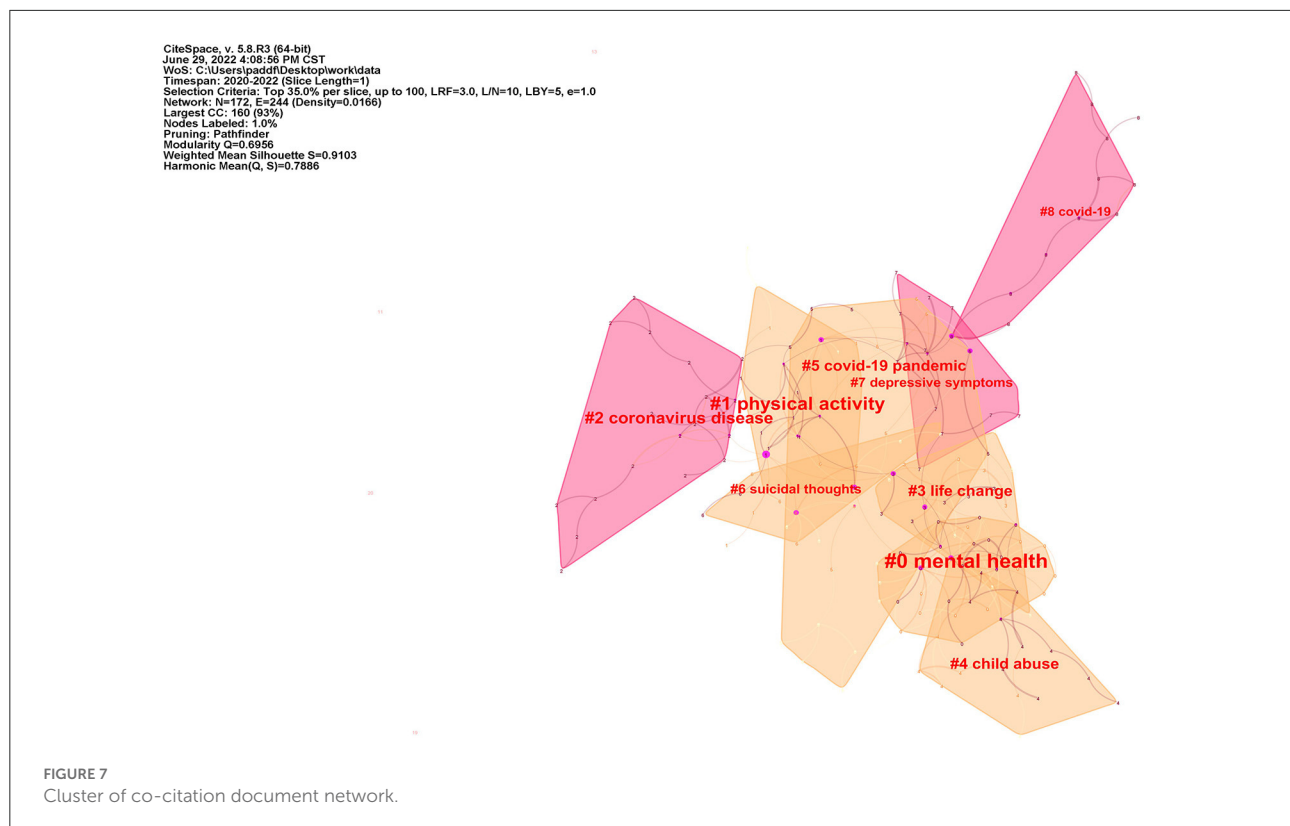 CiteSpace, v. 5.8.R3 (64-bit)
June 29, 2022 4:08:56 PM CST
WoS: C:\Users\paddf\Desktop\work\data
Timespan: 2020-2022 (Slice Length=1)
Selection Criteria: Top 35.0% per slice, up to 100, LRF=3.0, L/N=10, LBY=5, e=1.0
Network: N=172, E=244 (Density=0.0166)
Largest CC: 160 (93%)
Nodes Labeled: 1.0%
Pruning: Pathfinder
Modularity Q=0.6956
Weighted Mean Silhouette S=0.9103
Harmonic Mean(Q, S)=0.7886
#8 covid-19
#5 covid-19 pandemic
#7 depressive symptoms
#1 physical activity
#2 coronavirus disease
#6 suicidal thoughts
#3 life change
#0 mental health
#4 child abuse
FIGURE 7
Cluster of co-citation document network.